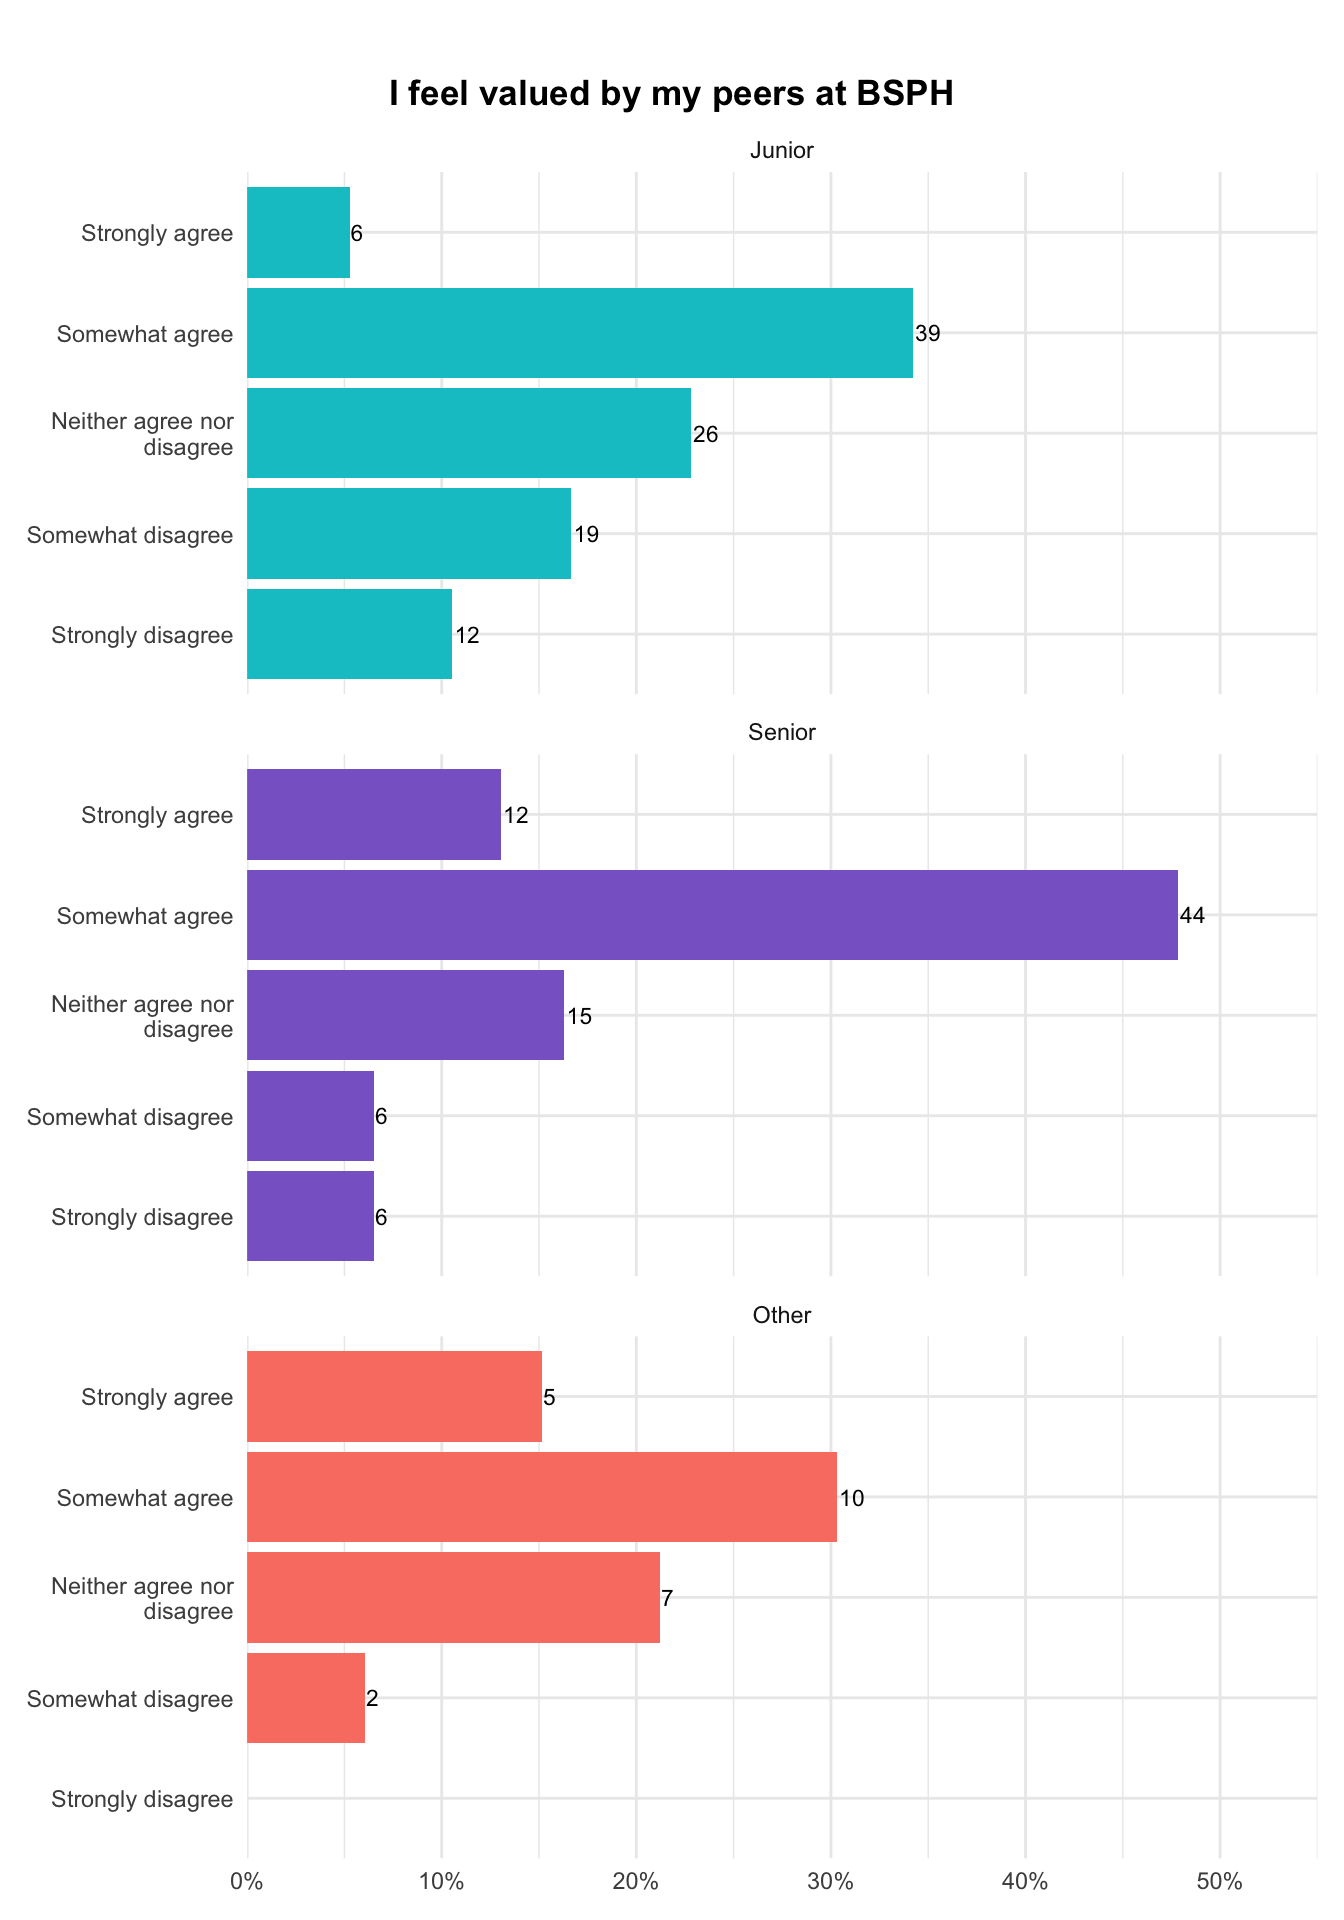 I feel valued by my peers at BSPH
Junior
Strongly agree
6
Somewhat agree
39
Neither agree nor
disagree
26
Somewhat disagree
19
Strongly disagree
12
Senior
Strongly agree
12
Somewhat agree
44
Neither agree nor
disagree
15
Somewhat disagree
6
Strongly disagree
6
Other
Strongly agree
5
Somewhat agree
10
Neither agree nor
disagree
7
Somewhat disagree
2
Strongly disagree
0% 10% 20% 30% 40% 50%